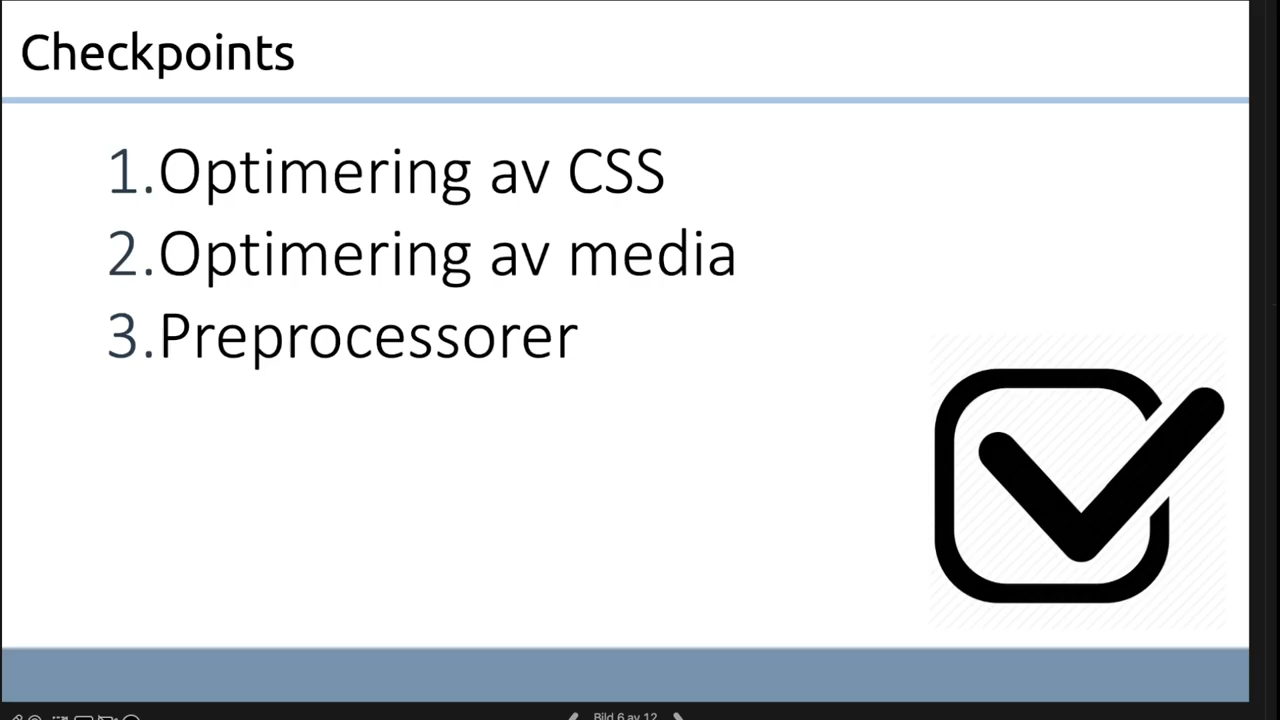 Checkpoints
1.Optimering av CSS
2.Optimering av media
3.Preprocessorer
Bild 6 av 12